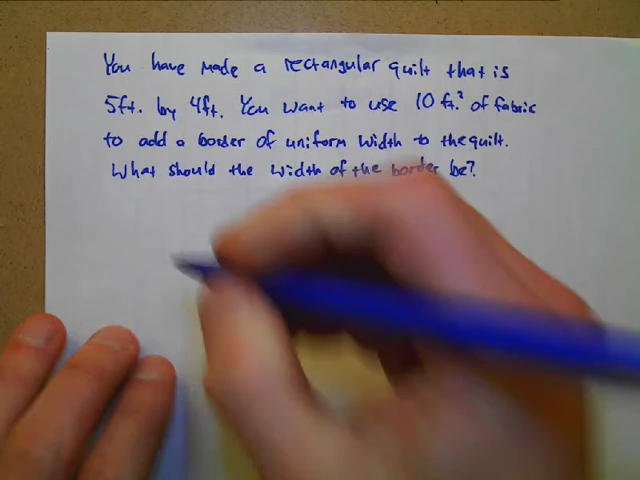 You have made a rectangular quilt that is
5ft. by 4ft. You want to use 10 ft.² of fabric
to add a border of uniform width to the quilt.
What should the width of the border be?